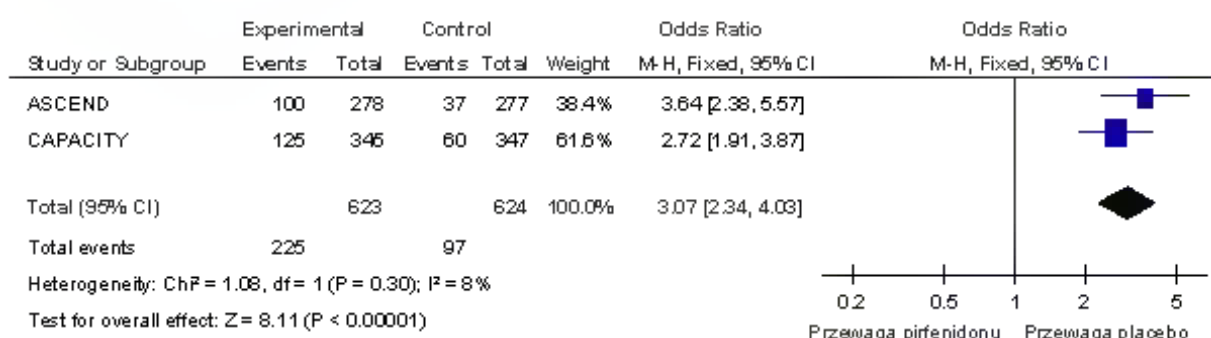 Experimental Control Odds Ratio Odds Ratio
Study or Subgroup Events Total Events Total Weight M-H, Fixed, 95% CI M-H, Fixed, 95% CI
ASCEND 100 278 37 277 38.4% 3.64 [2.38, 5.57]
CAPACITY 125 345 60 347 61.6% 2.72 [1.91, 3.87]
Total (95% CI) 623 624 100.0% 3.07 [2.34, 4.03]
Total events 225 97
Heterogeneity: Chi² = 1.08, df = 1 (P = 0.30); I² = 8%
Test for overall effect: Z = 8.11 (P < 0.00001)
0.2 0.5 1 2 5
Przewaga pirfenidonu Przewaga placebo